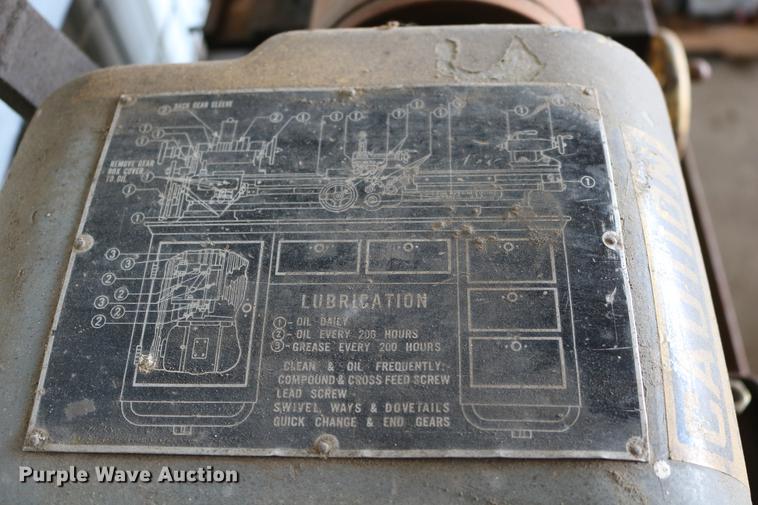 ② BACK GEAR SLEEVE
REMOVE GEAR
BOX COVER
TO OIL
LUBRICATION
① - OIL DAILY
② - OIL EVERY 200 HOURS
③ - GREASE EVERY 200 HOURS
CLEAN & OIL FREQUENTLY:
COMPOUND & CROSS FEED SCREW
LEAD SCREW
SWIVEL, WAYS & DOVETAILS
QUICK CHANGE & END GEARS
CAUTION
Purple Wave Auction